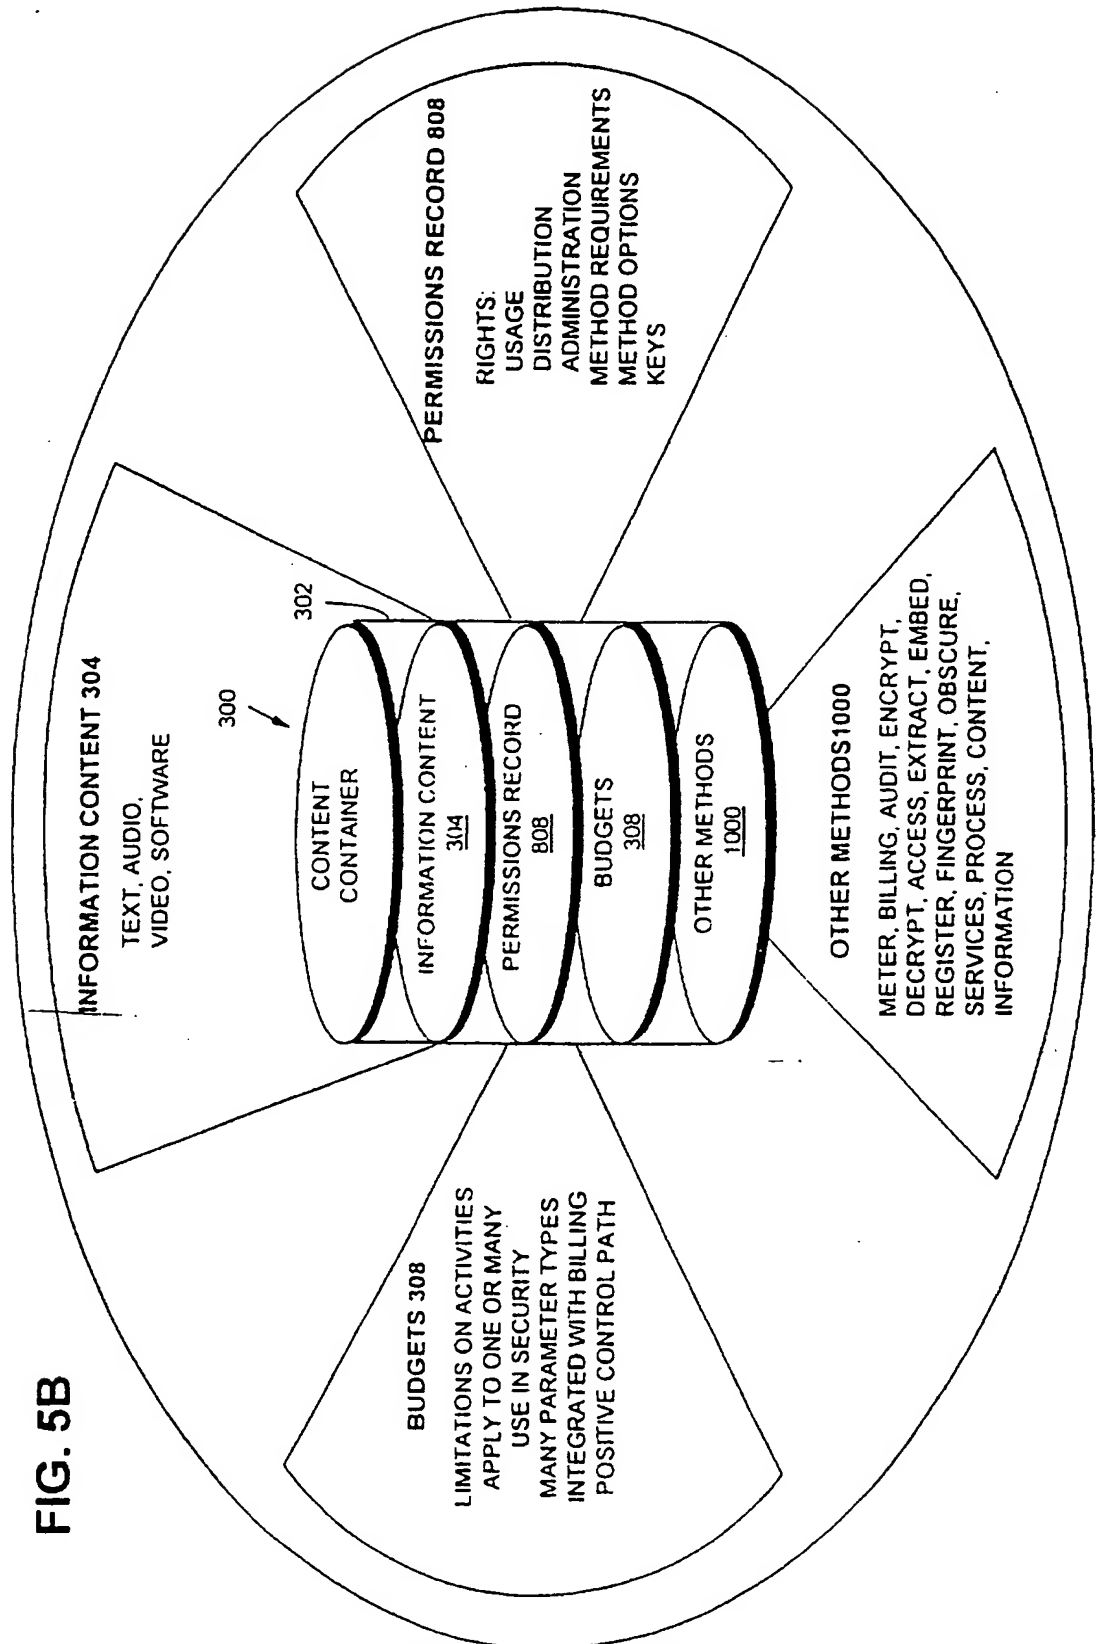 FIG. 5B
INFORMATION CONTENT 304
TEXT, AUDIO,
VIDEO, SOFTWARE
300
302
CONTENT
CONTAINER
INFORMATION CONTENT
304
PERMISSIONS RECORD
808
BUDGETS
308
OTHER METHODS
1000
BUDGETS 308
LIMITATIONS ON ACTIVITIES
APPLY TO ONE OR MANY
USE IN SECURITY
MANY PARAMETER TYPES
INTEGRATED WITH BILLING
POSITIVE CONTROL PATH
PERMISSIONS RECORD 808
RIGHTS:
USAGE
DISTRIBUTION
ADMINISTRATION
METHOD REQUIREMENTS
METHOD OPTIONS
KEYS
OTHER METHODS1000
METER, BILLING, AUDIT, ENCRYPT,
DECRYPT, ACCESS, EXTRACT, EMBED,
REGISTER, FINGERPRINT, OBSCURE,
SERVICES, PROCESS, CONTENT,
INFORMATION